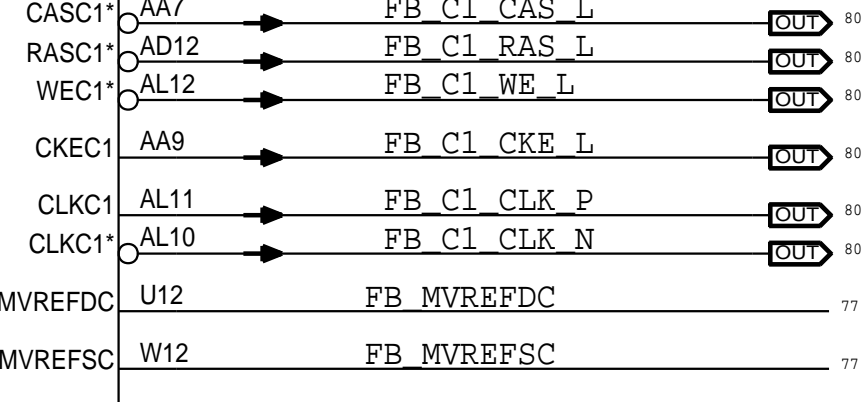 CASC1* AA7 FB_C1_CAS_L OUT 80
RASC1* AD12 FB_C1_RAS_L OUT 80
WEC1* AL12 FB_C1_WE_L OUT 80
CKEC1 AA9 FB_C1_CKE_L OUT 80
CLKC1 AL11 FB_C1_CLK_P OUT 80
CLKC1* AL10 FB_C1_CLK_N OUT 80
MVREFDC U12 FB_MVREFDC 77
MVREFSC W12 FB_MVREFSC 77